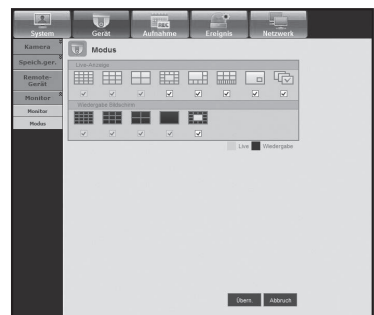 System Gerät Aufnahme Ereignis Netzwerk
REC
Kamera
Speich.ger.
Remote-
Gerät
Monitor
Monitor
Modus
Modus
Live-Anzeige
Wiedergabe Bildschirm
Live Wiedergabe
Übern. Abbruch